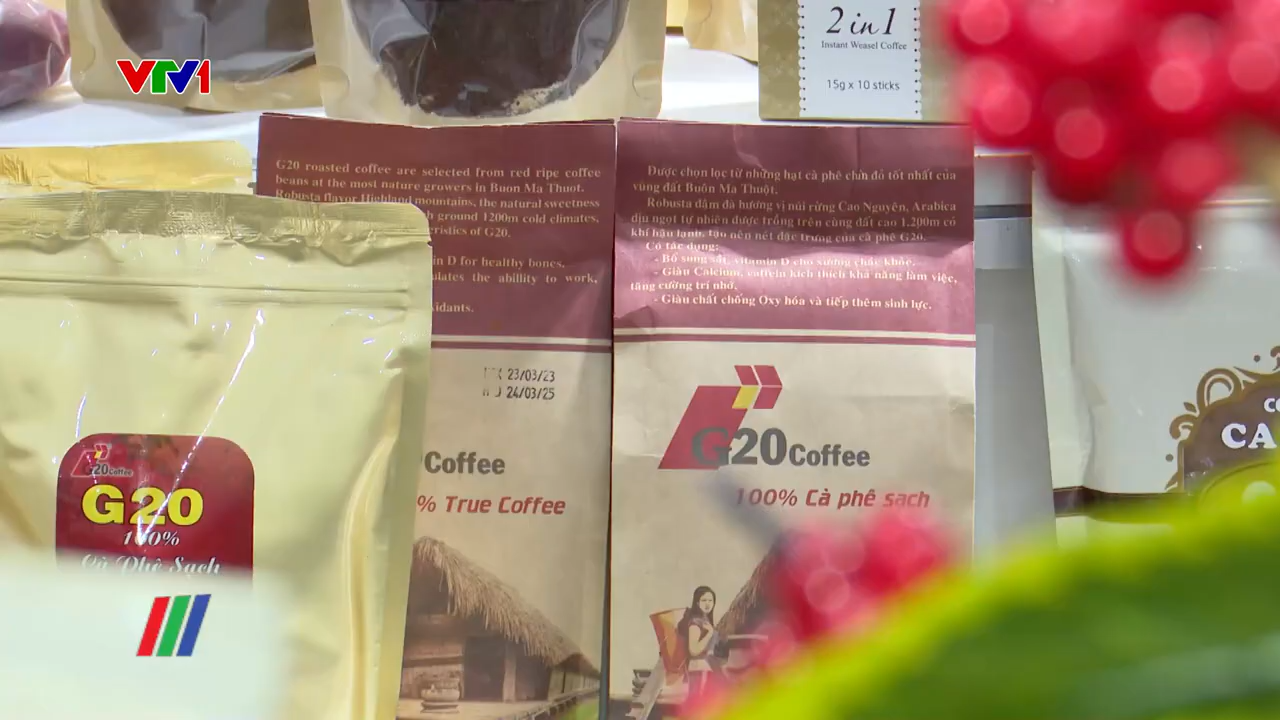 VTV1
2 in 1
Instant Weasel Coffee
15g x 10 sticks
G20 roasted coffee are selected from red ripe coffee
beans at the most nature growers in Buon Ma Thuot.
Robusta flavor Highland mountains, the natural sweetness
ground 1200m cold climates,
of G20.
D for healthy bones.
the abillity to work,
Được chọn lọc từ những hạt cà phê chín đỏ tốt nhất của
vùng đất Buôn Ma Thuột.
Robusta đậm đà hương vị núi rừng Cao Nguyên, Arabica
dịu ngọt tự nhiên được trồng trên cùng đất cao 1.200m có
khí hậu lạnh, tạo nên nét đặc trưng của cà phê G20.
Có tác dụng:
- Bổ sung sắt, vitamin D cho xương chắc khỏe.
- Giàu Calcium, caffein kích thích khả năng làm việc,
tăng cường trí nhớ.
- Giàu chất chống Oxy hóa và tiếp thêm sinh lực.
23/03/23
24/03/25
Coffee
% True Coffee
G20Coffee
100% Cà phê sạch
G20Coffee
G20
100%
Cà Phê Sạch
CA